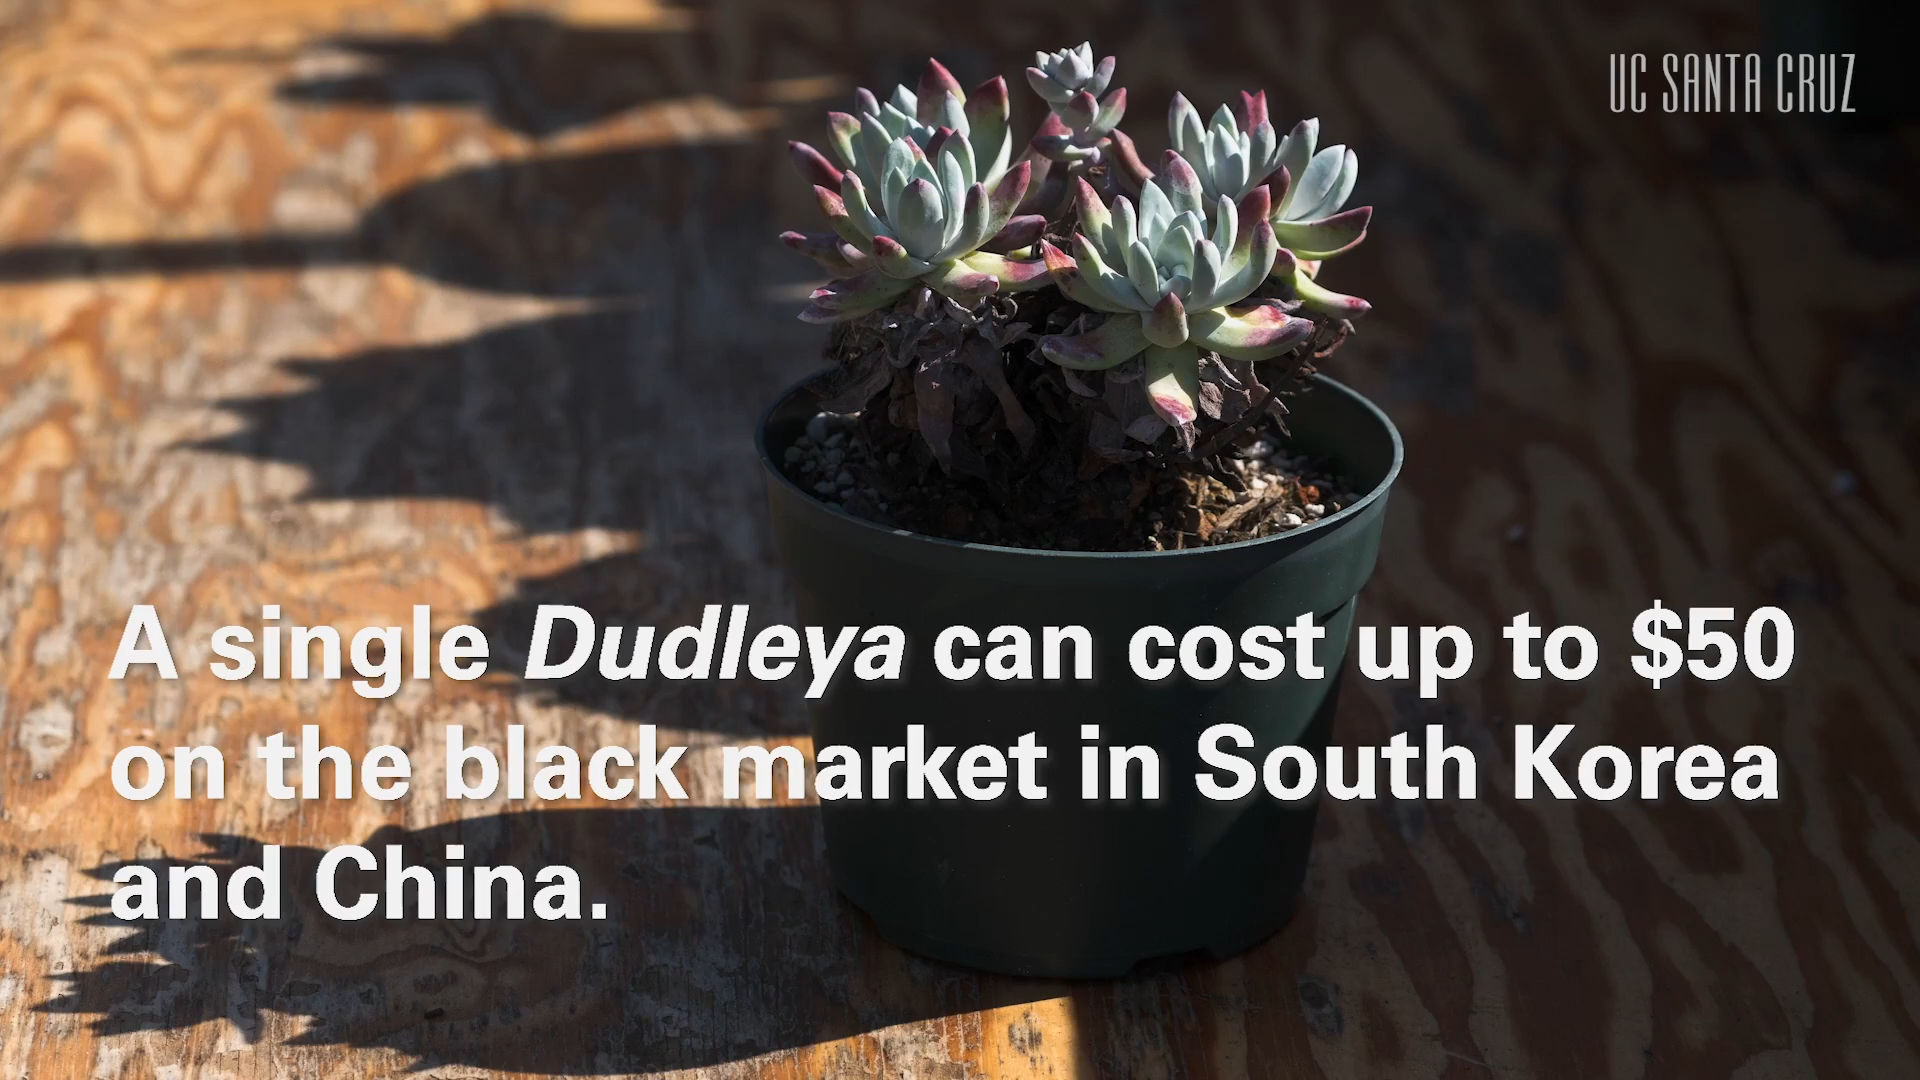 UC SANTA CRUZ
A single Dudleya can cost up to $50
on the black market in South Korea
and China.